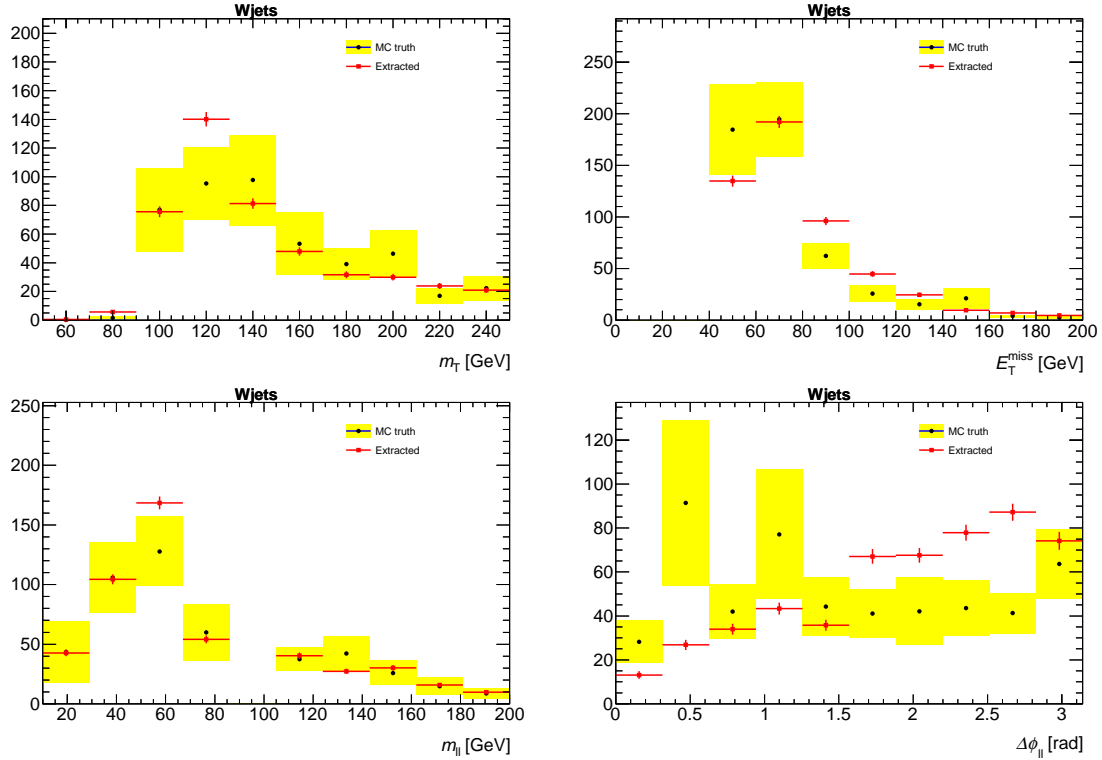 Wjets
200
180
160
140
120
100
80
60
40
20
0
MC truth
Extracted
60 80 100 120 140 160 180 200 220 240
m_T [GeV]
Wjets
250
200
150
100
50
0
MC truth
Extracted
0 20 40 60 80 100 120 140 160 180 200
E_T^miss [GeV]
Wjets
250
200
150
100
50
0
MC truth
Extracted
20 40 60 80 100 120 140 160 180 200
m_ll [GeV]
Wjets
120
100
80
60
40
20
0
MC truth
Extracted
0 0.5 1 1.5 2 2.5 3
Δϕ_ll [rad]